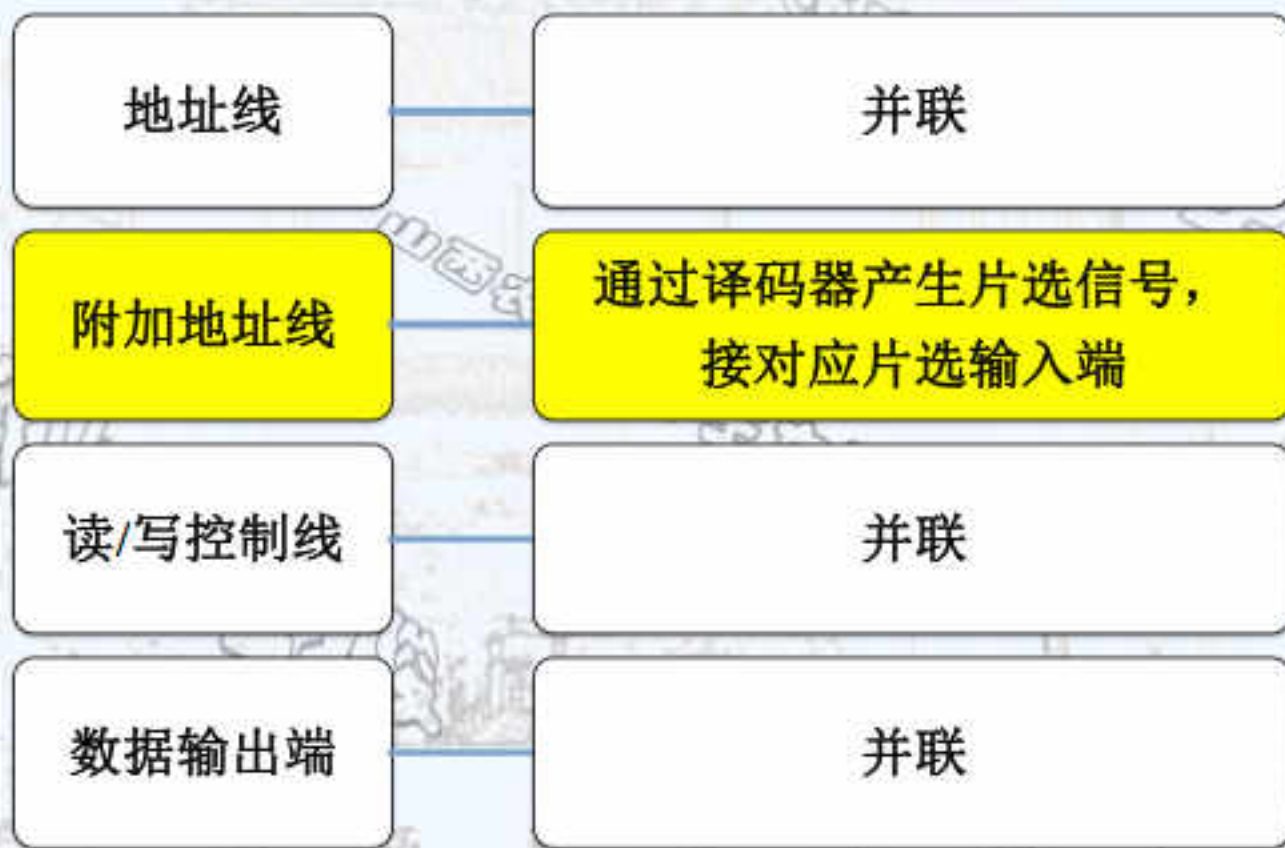 地址线
并联
附加地址线
通过译码器产生片选信号，
接对应片选输入端
读/写控制线
并联
数据输出端
并联